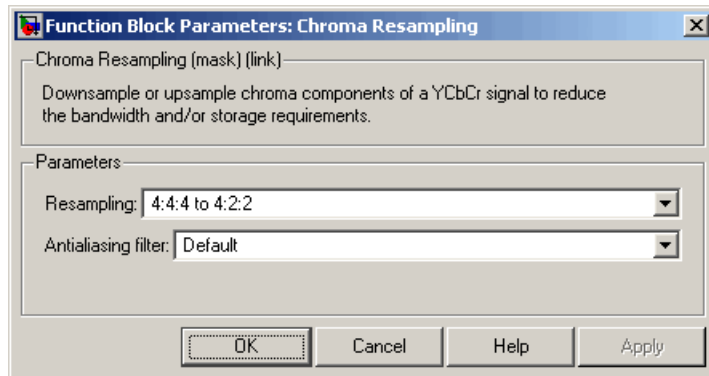 Function Block Parameters: Chroma Resampling
Chroma Resampling (mask) (link)
Downsample or upsample chroma components of a YCbCr signal to reduce
the bandwidth and/or storage requirements.
Parameters
Resampling: 4:4:4 to 4:2:2
Antialiasing filter: Default
OK Cancel Help Apply